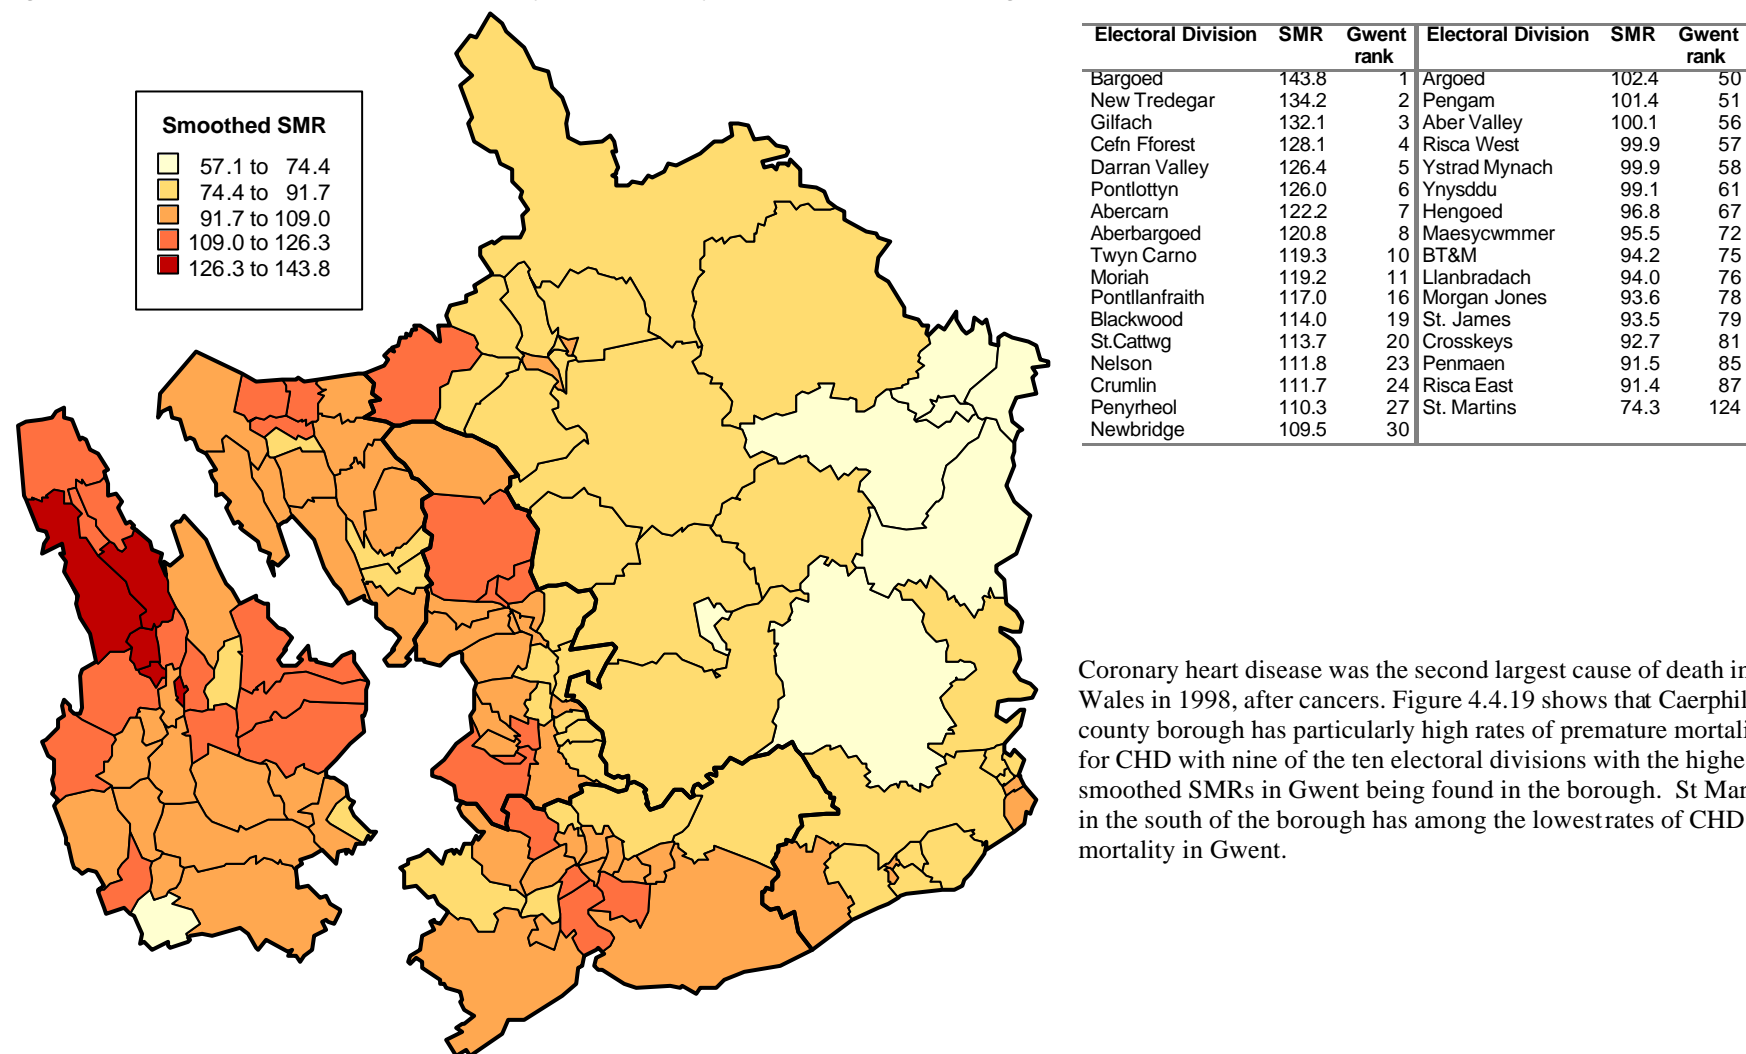 Smoothed SMR
57.1 to 74.4
74.4 to 91.7
91.7 to 109.0
109.0 to 126.3
126.3 to 143.8
Electoral Division SMR Gwent rank Electoral Division SMR Gwent rank
Bargoed 143.8 1 Argoed 102.4 50
New Tredegar 134.2 2 Pengam 101.4 51
Gilfach 132.1 3 Aber Valley 100.1 56
Cefn Fforest 128.1 4 Risca West 99.9 57
Darran Valley 126.4 5 Ystrad Mynach 99.9 58
Pontlottyn 126.0 6 Ynysddu 99.1 61
Abercarn 122.2 7 Hengoed 96.8 67
Aberbargoed 120.8 8 Maesycwmmer 95.5 72
Twyn Carno 119.3 10 BT&M 94.2 75
Moriah 119.2 11 Llanbradach 94.0 76
Pontllanfraith 117.0 16 Morgan Jones 93.6 78
Blackwood 114.0 19 St. James 93.5 79
St.Cattwg 113.7 20 Crosskeys 92.7 81
Nelson 111.8 23 Penmaen 91.5 85
Crumlin 111.7 24 Risca East 91.4 87
Penyrheol 110.3 27 St. Martins 74.3 124
Newbridge 109.5 30
Coronary heart disease was the second largest cause of death in
Wales in 1998, after cancers. Figure 4.4.19 shows that Caerphil
county borough has particularly high rates of premature mortali
for CHD with nine of the ten electoral divisions with the highe
smoothed SMRs in Gwent being found in the borough. St Mar
in the south of the borough has among the lowest rates of CHD
mortality in Gwent.